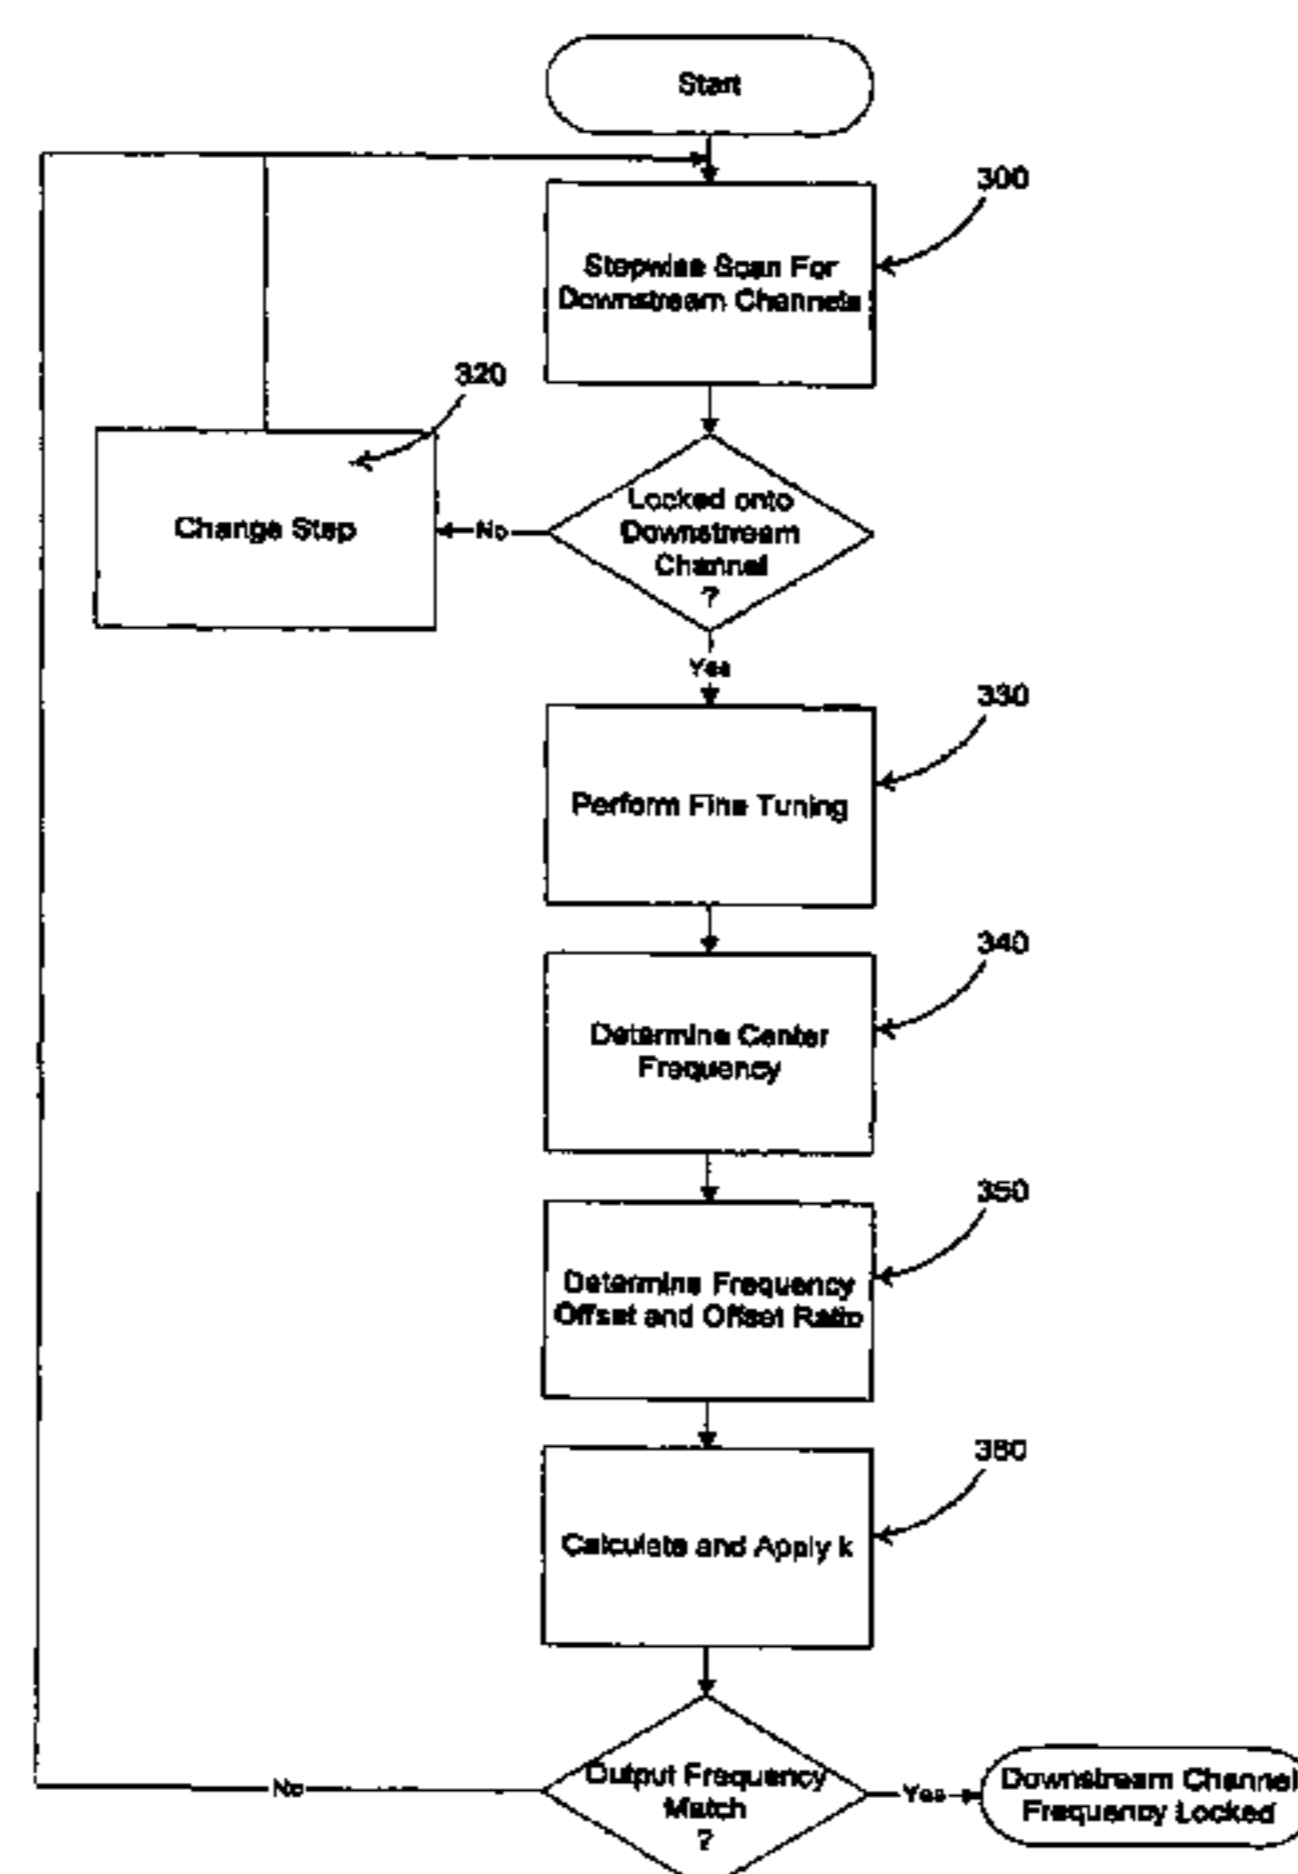 Start
300
Stepwise Scan For
Downstream Channels
320
Change Step
No
Locked onto
Downstream
Channel
?
Yes
330
Perform Fine Tuning
340
Determine Center
Frequency
350
Determine Frequency
Offset and Offset Ratio
360
Calculate and Apply k
No
Output Frequency
Match
?
Yes
Downstream Channel
Frequency Locked